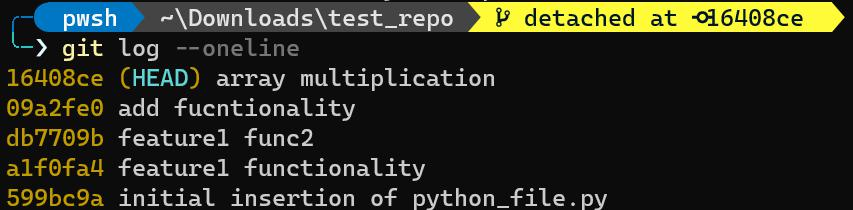 pwsh ~\Downloads\test_repo detached at 16408ce
❯ git log --oneline
16408ce (HEAD) array multiplication
09a2fe0 add fucntionality
db7709b feature1 func2
a1f0fa4 feature1 functionality
599bc9a initial insertion of python_file.py